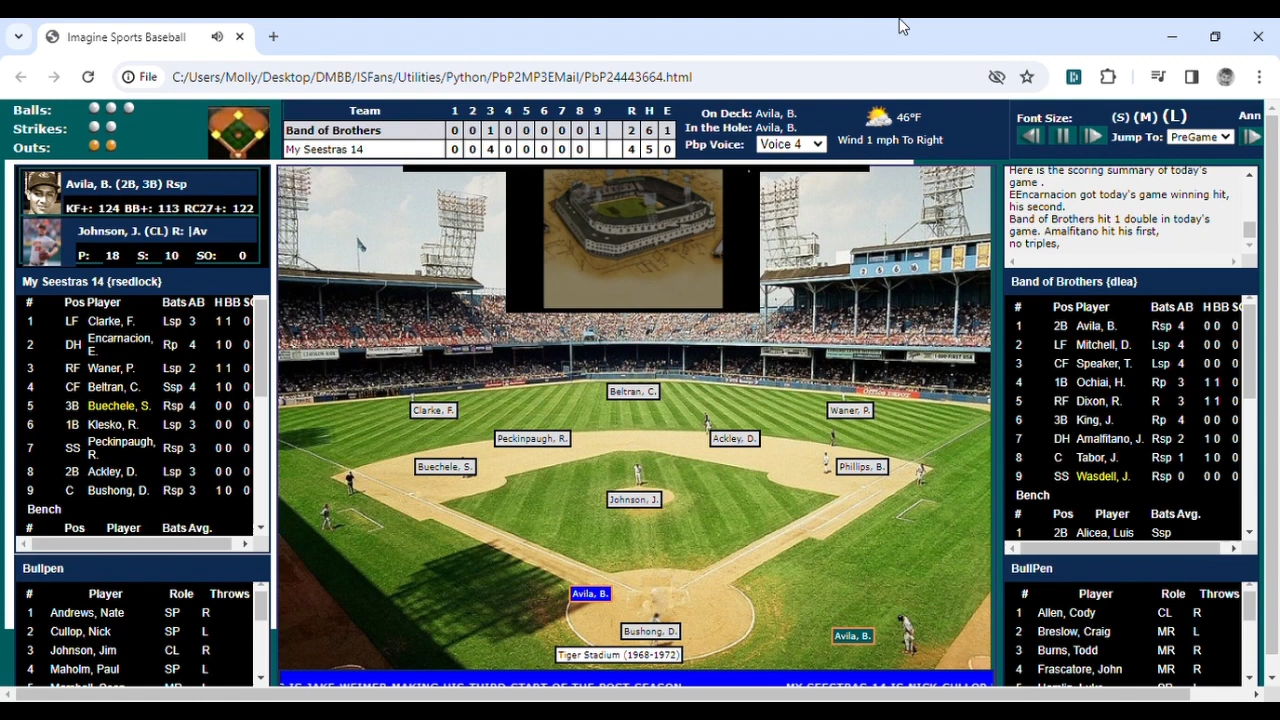 Imagine Sports Baseball
File
C:/Users/Molly/Desktop/DMBB/ISFans/Utilities/Python/PbP2MP3EMail/PbP24443664.html
Balls:
Strikes:
Outs:
Team 1 2 3 4 5 6 7 8 9 R H E
Band of Brothers 0 0 1 0 0 0 0 0 1 2 6 1
My Seestras 14 0 0 4 0 0 0 0 0 4 5 0
On Deck: Avila, B.
In the Hole: Avila, B.
Pbp Voice: Voice 4
46°F
Wind 1 mph To Right
Font Size: (S) (M) (L) Ann
Jump To: PreGame
Avila, B. (2B, 3B) Rsp
KF+: 124 BB+: 113 RC27+: 122
Johnson, J. (CL) R: |Av
P: 18 S: 10 SO: 0
My Seestras 14 {rsedlock}
# Pos Player Bats AB H BB S
1 LF Clarke, F. Lsp 3 1 1 0
2 DH Encarnacion, E. Rp 4 1 0 0
3 RF Waner, P. Lsp 2 1 1 0
4 CF Beltran, C. Ssp 4 1 0 0
5 3B Buechele, S. Rsp 4 0 0 0
6 1B Klesko, R. Lsp 3 0 0 0
7 SS Peckinpaugh, R. Rsp 3 0 0 0
8 2B Ackley, D. Lsp 3 0 0 0
9 C Bushong, D. Rsp 3 1 0 0
Bench
# Pos Player Bats Avg.
Bullpen
# Player Role Throws
1 Andrews, Nate SP R
2 Cullop, Nick SP L
3 Johnson, Jim CL R
4 Maholm, Paul SP L
Beltran, C.
Clarke, F.
Waner, P.
Peckinpaugh, R.
Ackley, D.
Buechele, S.
Phillips, B.
Johnson, J.
Avila, B.
Bushong, D.
Avila, B.
Tiger Stadium (1968-1972)
Here is the scoring summary of today's
game .
EEncarnacion got today's game winning hit,
his second.
Band of Brothers hit 1 double in today's
game. Amalfitano hit his first,
no triples,
Band of Brothers {dlea}
# Pos Player Bats AB H BB S
1 2B Avila, B. Rsp 4 0 0 0
2 LF Mitchell, D. Lsp 4 0 0 0
3 CF Speaker, T. Lsp 4 0 0 0
4 1B Ochiai, H. Rp 3 1 1 0
5 RF Dixon, R. R 3 1 1 0
6 3B King, J. Rp 4 0 0 0
7 DH Amalfitano, J. Rsp 2 1 0 0
8 C Tabor, J. Rsp 1 1 0 0
9 SS Wasdell, J. Rsp 0 0 0 0
Bench
# Pos Player Bats Avg.
1 2B Alicea, Luis Ssp
BullPen
# Player Role Throws
1 Allen, Cody CL R
2 Breslow, Craig MR L
3 Burns, Todd MR R
4 Frascatore, John MR R